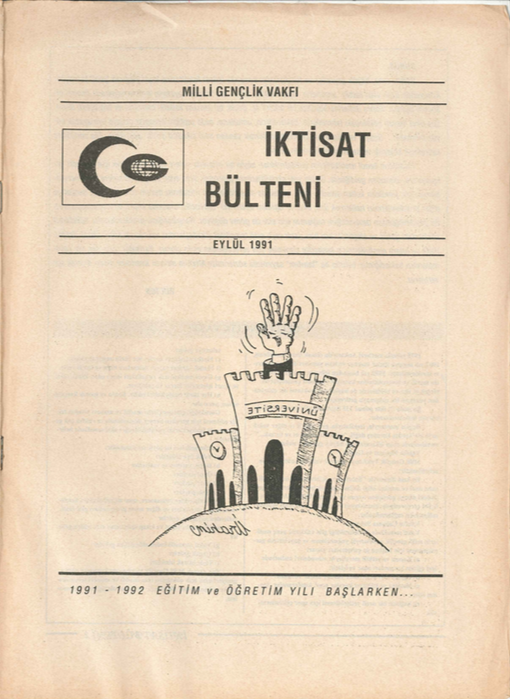 MİLLİ GENÇLİK VAKFI
İKTİSAT
BÜLTENİ
EYLÜL 1991
ÜNİVERSİTE
İbrahim
1991 - 1992 EĞİTİM ve ÖĞRETİM YILI BAŞLARKEN...